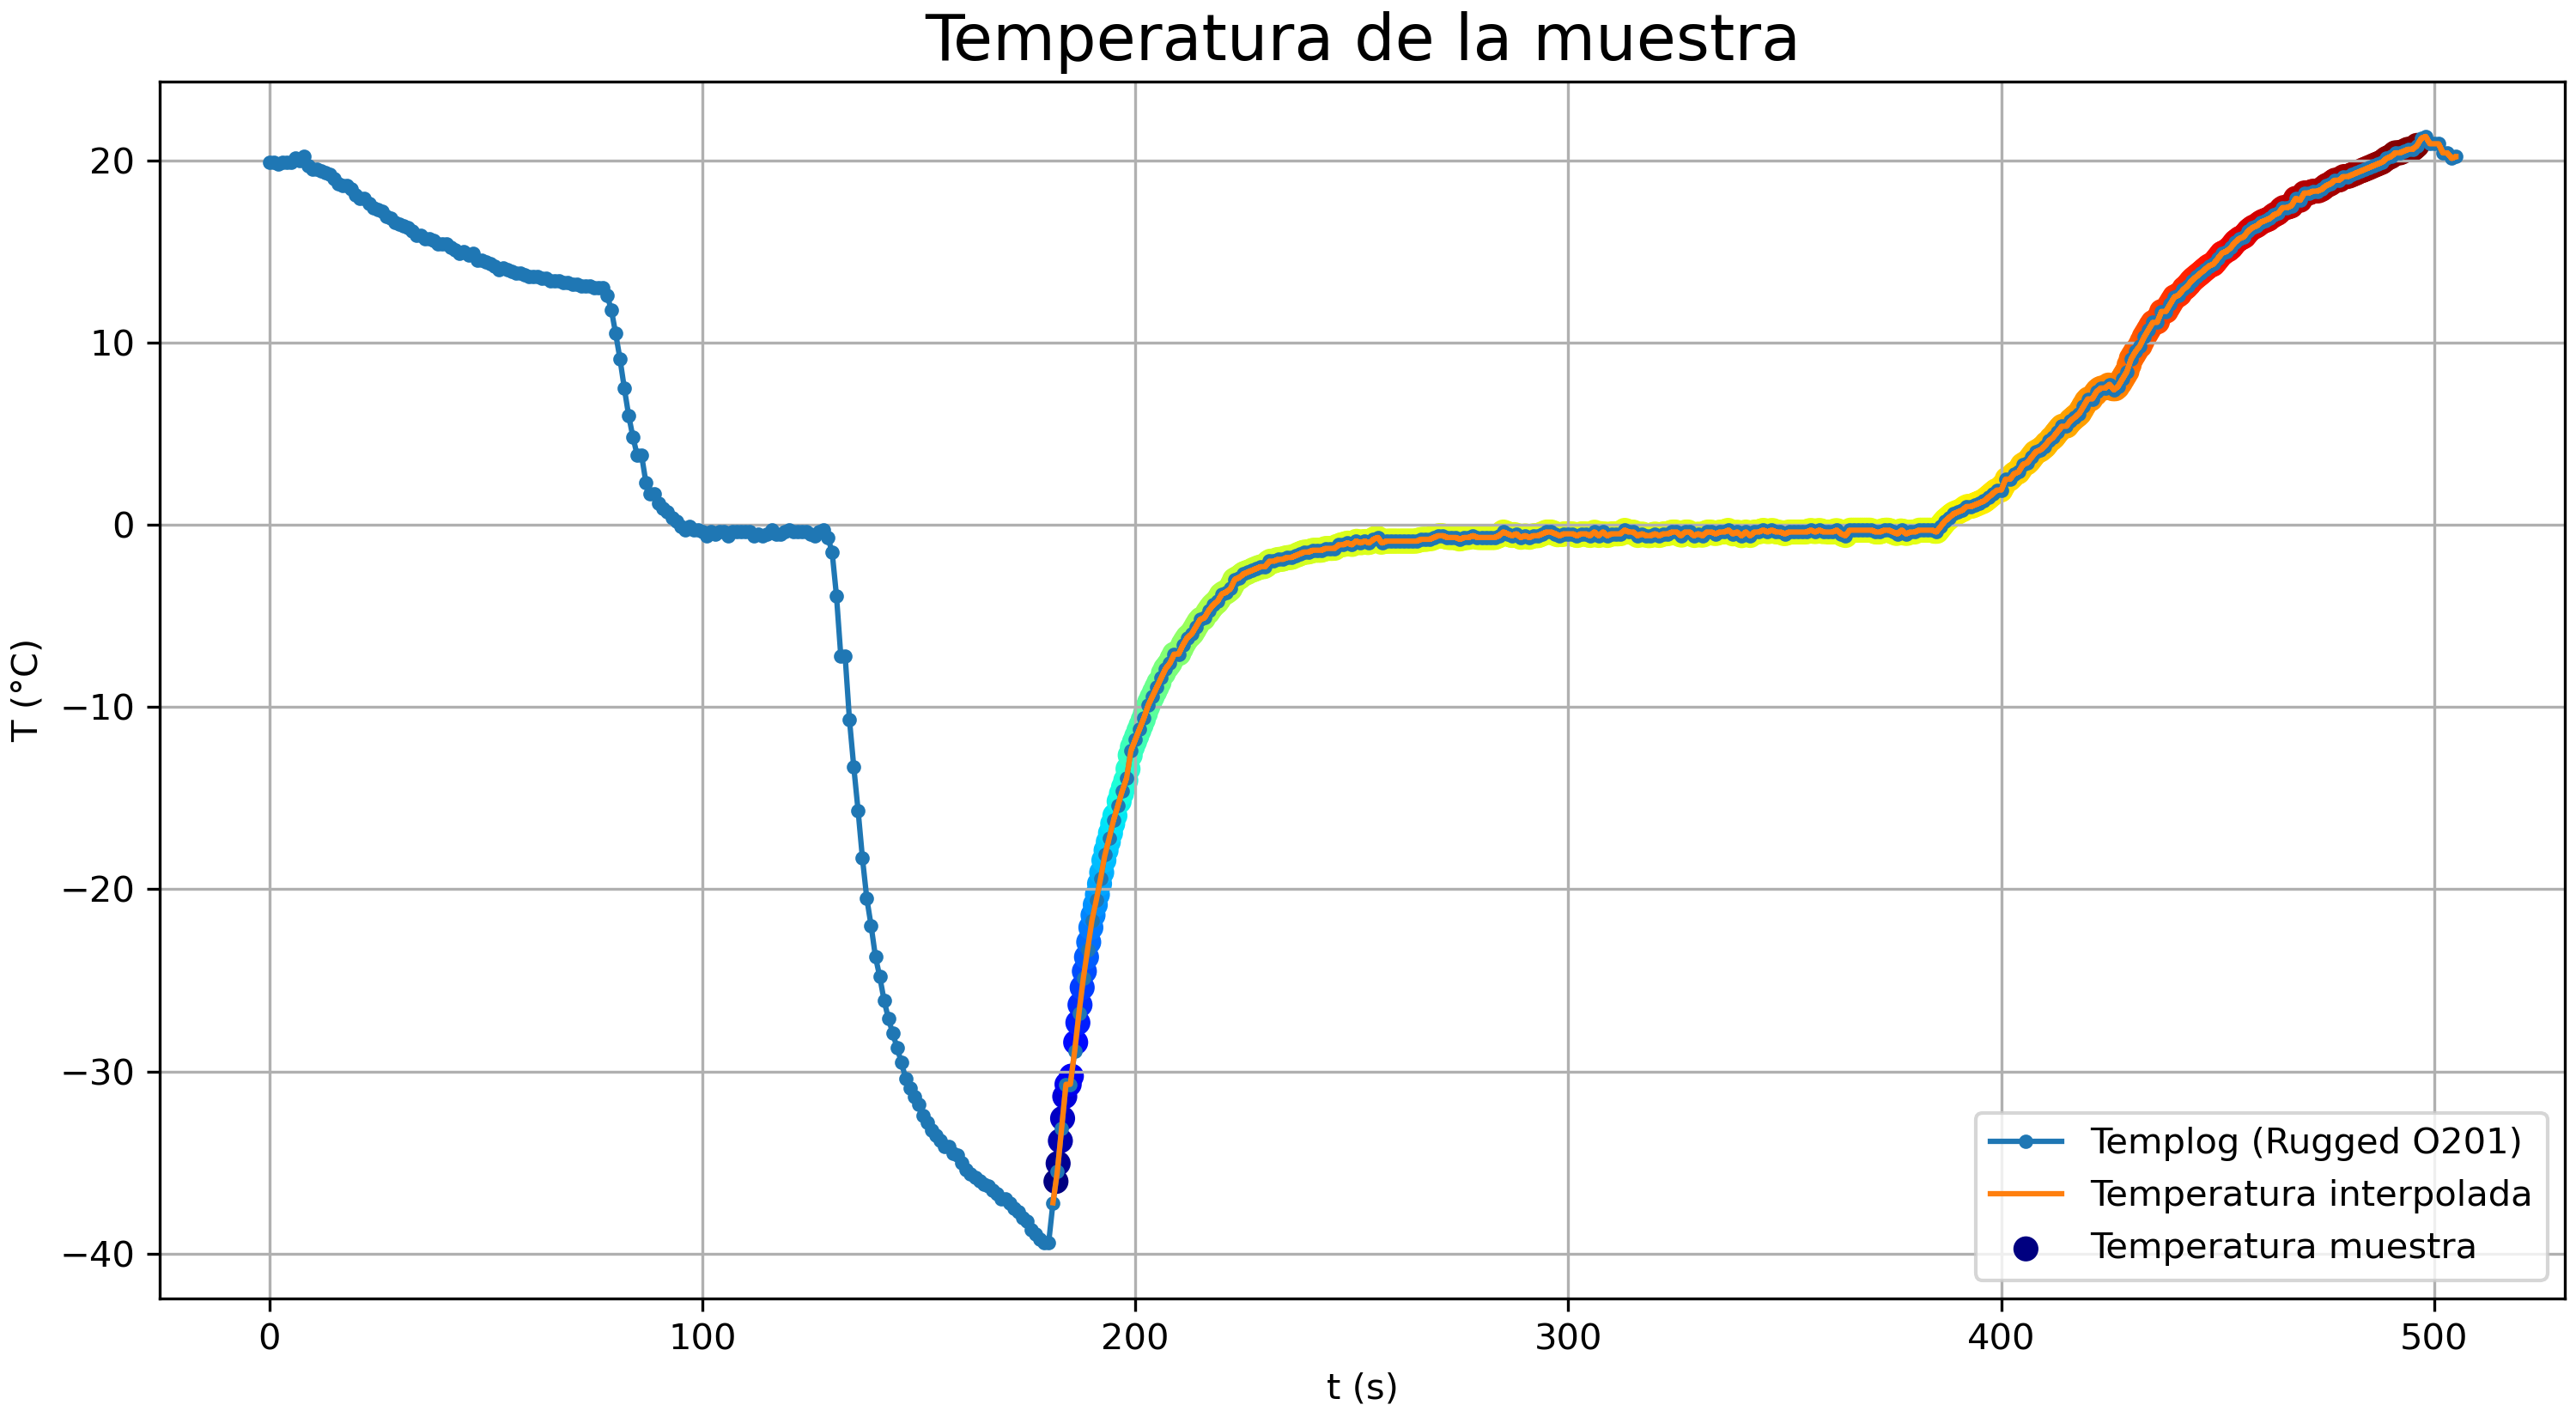 Temperatura de la muestra
T (°C)
20
10
0
−10
−20
−30
−40
0
100
200
300
400
500
t (s)
Templog (Rugged O201)
Temperatura interpolada
Temperatura muestra